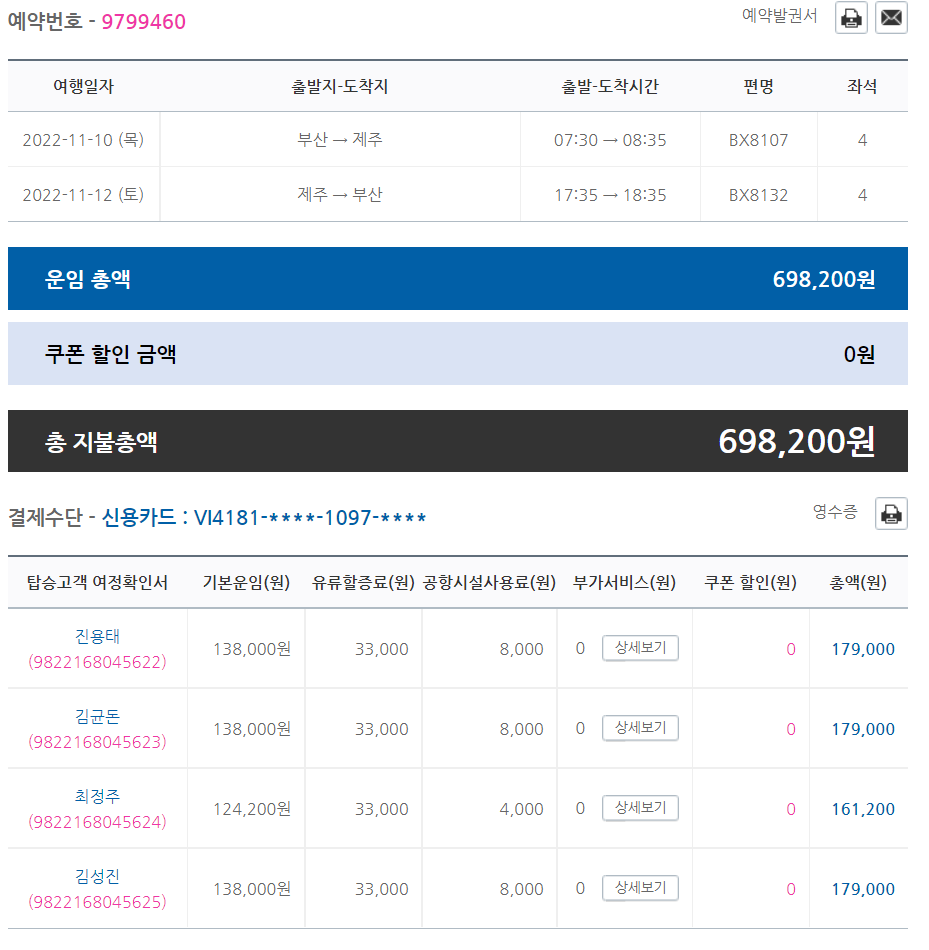 예약번호 - 9799460 예약발권서
여행일자 출발지-도착지 출발-도착시간 편명 좌석
2022-11-10 (목) 부산 → 제주 07:30 → 08:35 BX8107 4
2022-11-12 (토) 제주 → 부산 17:35 → 18:35 BX8132 4
운임 총액 698,200원
쿠폰 할인 금액 0원
총 지불총액 698,200원
결제수단 - 신용카드 : VI4181-****-1097-**** 영수증
탑승고객 여정확인서 기본운임(원) 유류할증료(원) 공항시설사용료(원) 부가서비스(원) 쿠폰 할인(원) 총액(원)
진용태
(9822168045622) 138,000원 33,000 8,000 0 상세보기 0 179,000
김균돈
(9822168045623) 138,000원 33,000 8,000 0 상세보기 0 179,000
최정주
(9822168045624) 124,200원 33,000 4,000 0 상세보기 0 161,200
김성진
(9822168045625) 138,000원 33,000 8,000 0 상세보기 0 179,000